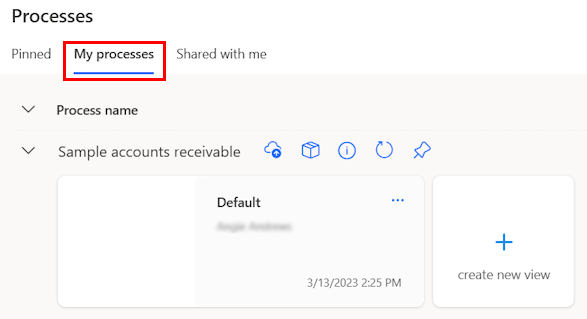 Processes
Pinned My processes Shared with me
Process name
Sample accounts receivable
Default
3/13/2023 2:25 PM
create new view